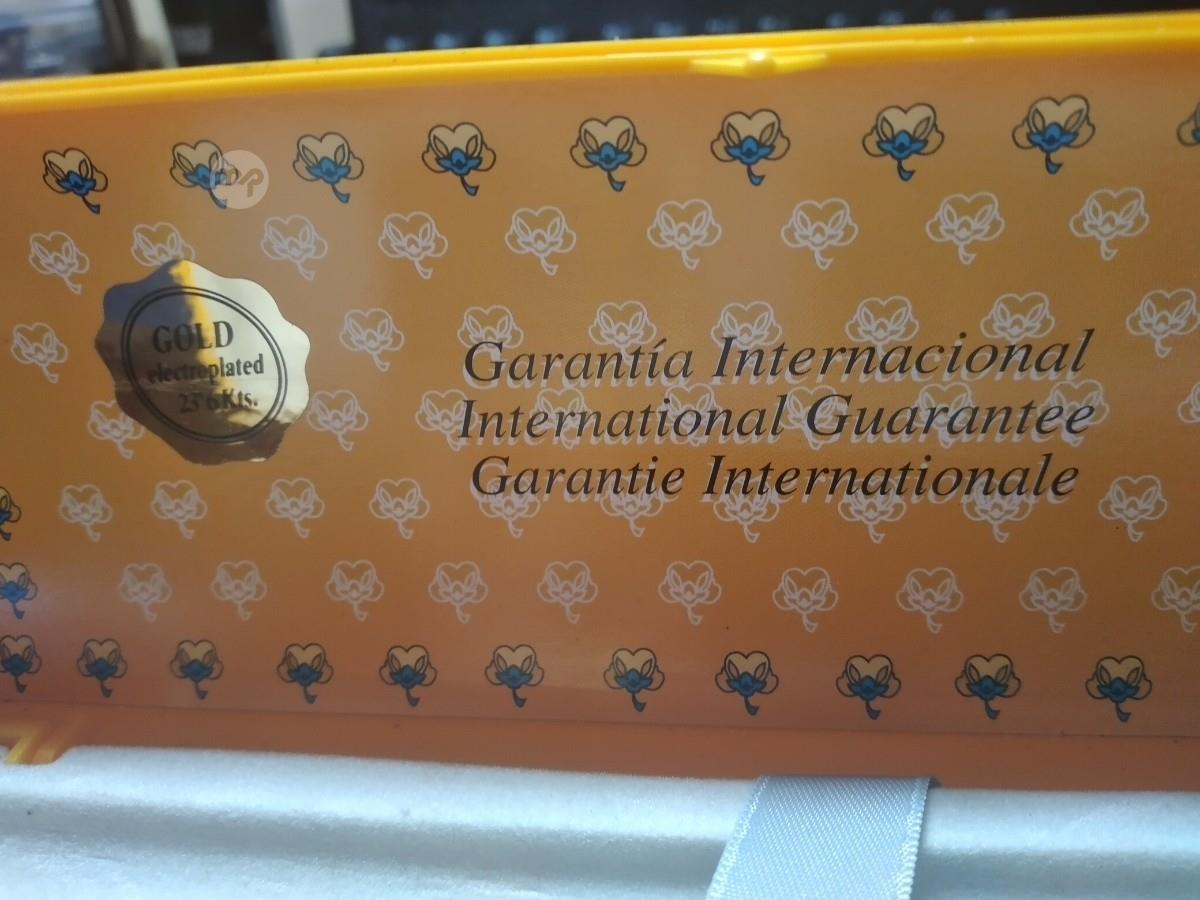 GOLD
electroplated
23'6 Kts.
Garantía Internacional
International Guarantee
Garantie Internationale